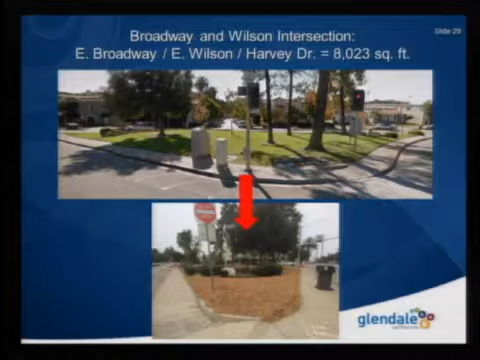 Slide 29
Broadway and Wilson Intersection:
E. Broadway / E. Wilson / Harvey Dr. = 8,023 sq. ft.
glendale